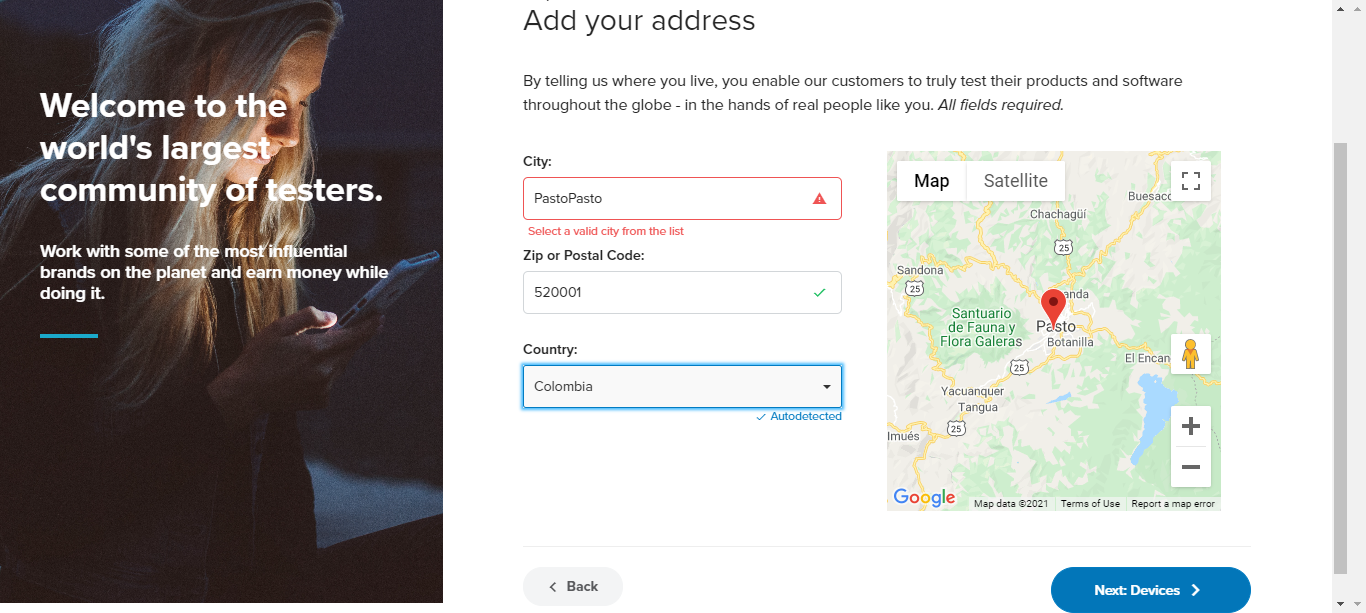 Welcome to the
world's largest
community of testers.
Work with some of the most influential
brands on the planet and earn money while
doing it.
Add your address
By telling us where you live, you enable our customers to truly test their products and software
throughout the globe - in the hands of real people like you. All fields required.
City:
PastoPasto
Select a valid city from the list
Zip or Postal Code:
520001
Country:
Colombia
Autodetected
Map
Satellite
Buesaco
Chachagüí
25
Sandona
25
anda
Santuario
de Fauna y
Flora Galeras
Pasto
Botanilla
El Encan
25
Yacuanquer
Tangua
25
Imués
Google
Map data ©2021
Terms of Use
Report a map error
Back
Next: Devices